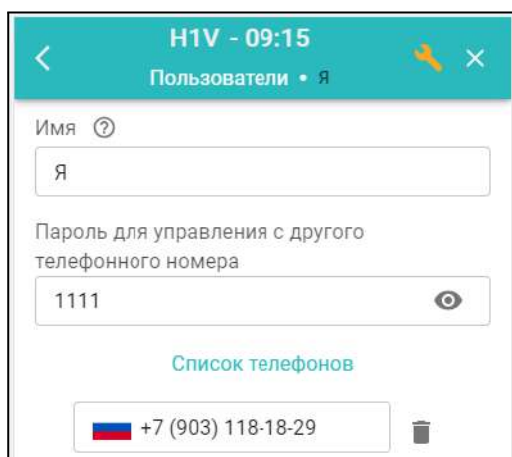 H1V - 09:15
Пользователи • Я
Имя
Я
Пароль для управления с другого
телефонного номера
1111
Список телефонов
+7 (903) 118-18-29